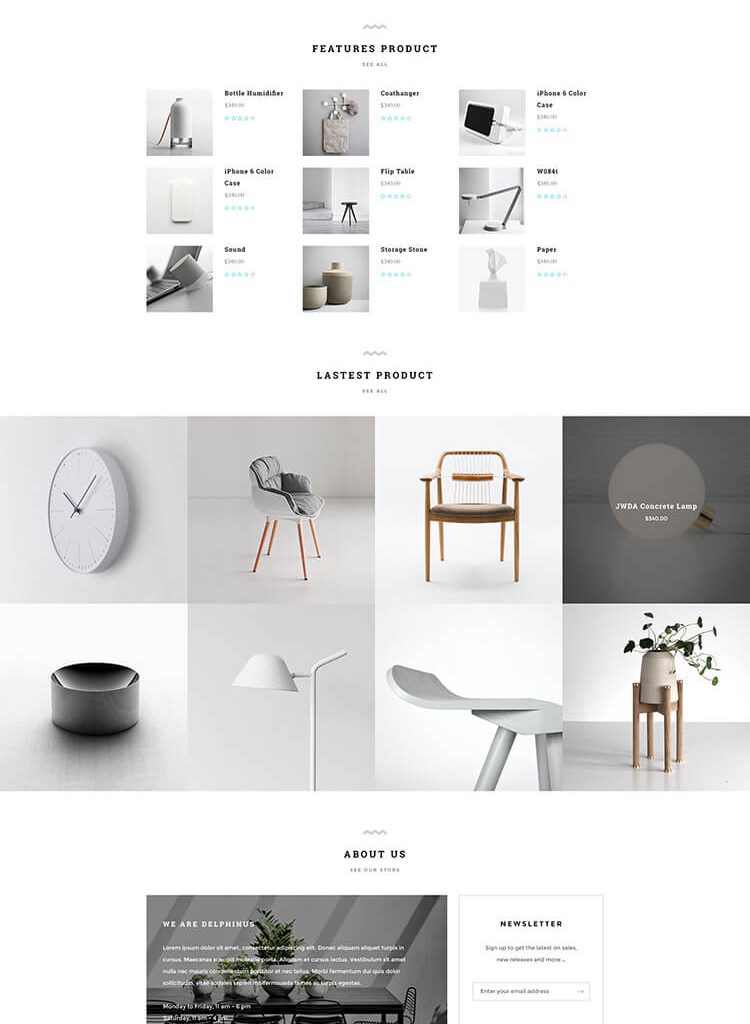 FEATURES PRODUCT
SEE ALL
Bottle Humidifier
$340.00
Coathanger
$340.00
iPhone 6 Color
Case
$340.00
iPhone 6 Color
Case
$340.00
Flip Table
$340.00
W084t
$340.00
Sound
$340.00
Storage Stone
$340.00
Paper
$340.00
LASTEST PRODUCT
SEE ALL
JWDA Concrete Lamp
$340.00
ABOUT US
SEE OUR STORE
WE ARE DELPHINUS
Lorem ipsum dolor sit amet, consectetur adipiscing elit. Donec aliquam aliquet turpis in
cursus. Maecenas suscipit mollis commodo. Aliquam et cursus lectus. Vestibulum sit amet
nulla nec mauris condimentum porttitor et nec tellus. Morbi fermentum dui quis diam
sollicitudin, vitae sodales sapien malesuada fames ac turpis egestas.
Monday to Friday, 11 am - 6 pm
Saturday, 11 am - 4 pm
NEWSLETTER
Sign up to get the latest on sales,
new releases and more ...
Enter your email address